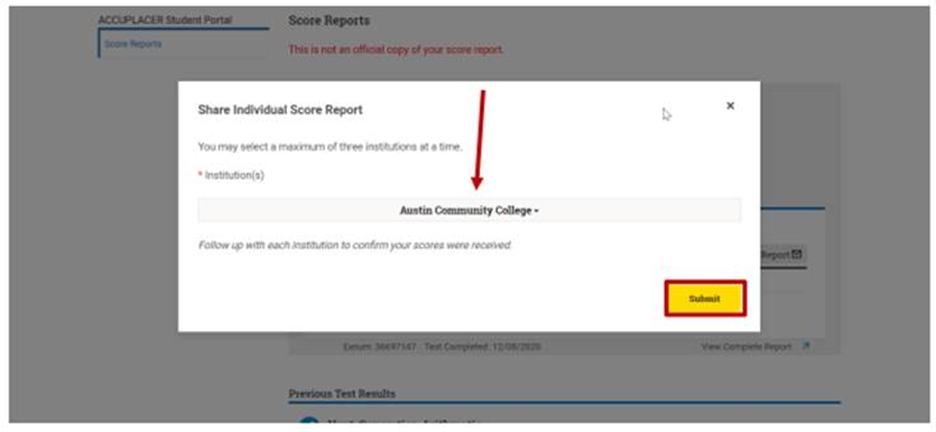 ACCUPLACER Student Portal
Score Reports
Score Reports
This is not an official copy of your score report.
Share Individual Score Report
×
You may select a maximum of three institutions at a time.
* Institution(s)
Austin Community College
Follow up with each institution to confirm your scores were received.
Report
Submit
Exnum: 36697147 Test Completed: 12/08/2020
View Complete Report
Previous Test Results